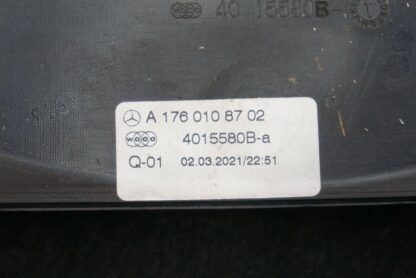 40 15580B-
A 176 010 87 02
4015580B-a
Q-01 02.03.2021/22:51